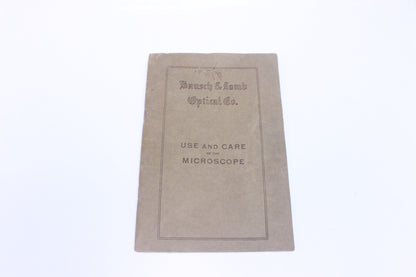 Bausch & Lomb
Optical Co.
USE AND CARE
OF THE
MICROSCOPE